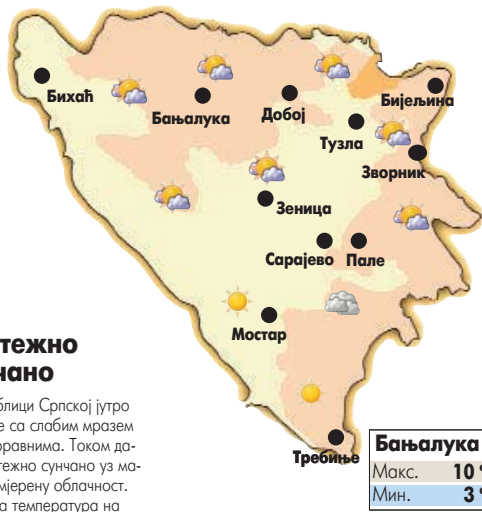 Бихаћ
Бањалука
Добој
Бијељина
Тузла
Зворник
Зеница
Сарајево Пале
Мостар
Требиње
тежно
чано
блици Српској јутро
е са слабим мразем
оравнима. Током да-
тежно сунчано уз ма-
мјерену облачност.
а температура на
Бањалука
Макс. 10
Мин. 3